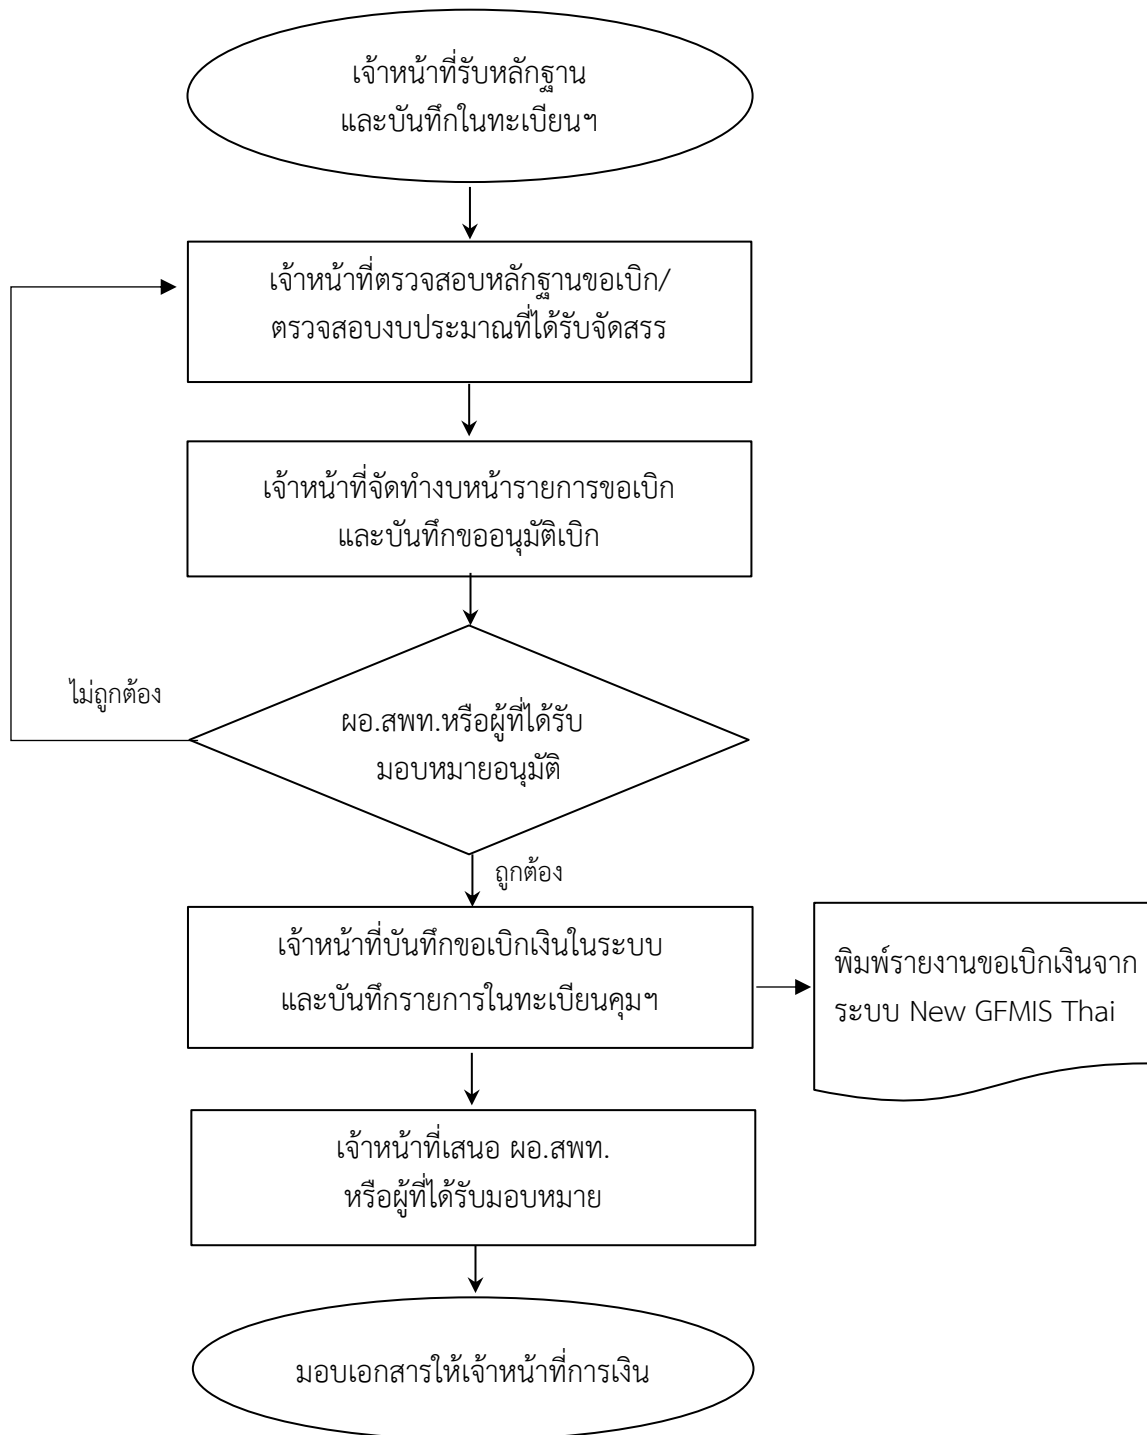 เจ้าหน้าที่รับหลักฐาน
และบันทึกในทะเบียนฯ
เจ้าหน้าที่ตรวจสอบหลักฐานขอเบิก/
ตรวจสอบงบประมาณที่ได้รับจัดสรร
เจ้าหน้าที่จัดทำงบหน้ารายการขอเบิก
และบันทึกขออนุมัติเบิก
ไม่ถูกต้อง
ผอ.สพท.หรือผู้ที่ได้รับ
มอบหมายอนุมัติ
ถูกต้อง
เจ้าหน้าที่บันทึกขอเบิกเงินในระบบ
และบันทึกรายการในทะเบียนคุมฯ
พิมพ์รายงานขอเบิกเงินจาก
ระบบ New GFMIS Thai
เจ้าหน้าที่เสนอ ผอ.สพท.
หรือผู้ที่ได้รับมอบหมาย
มอบเอกสารให้เจ้าหน้าที่การเงิน